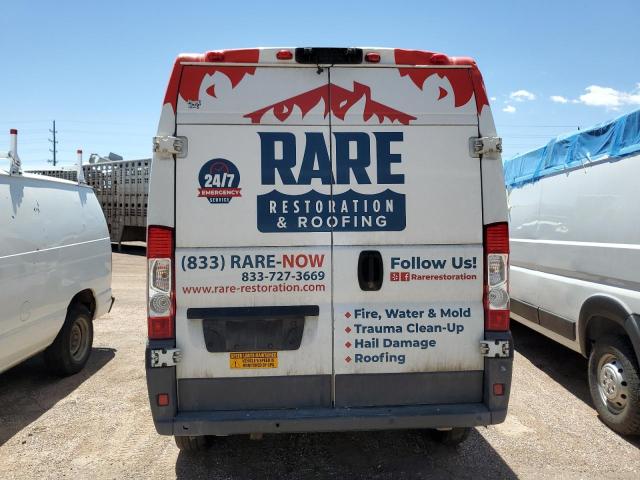 RARE
RESTORATION
& ROOFING
24/7
EMERGENCY
SERVICE
(833) RARE-NOW
833-727-3669
www.rare-restoration.com
Follow Us!
Rarerestoration
Fire, Water & Mold
Trauma Clean-Up
Hail Damage
Roofing